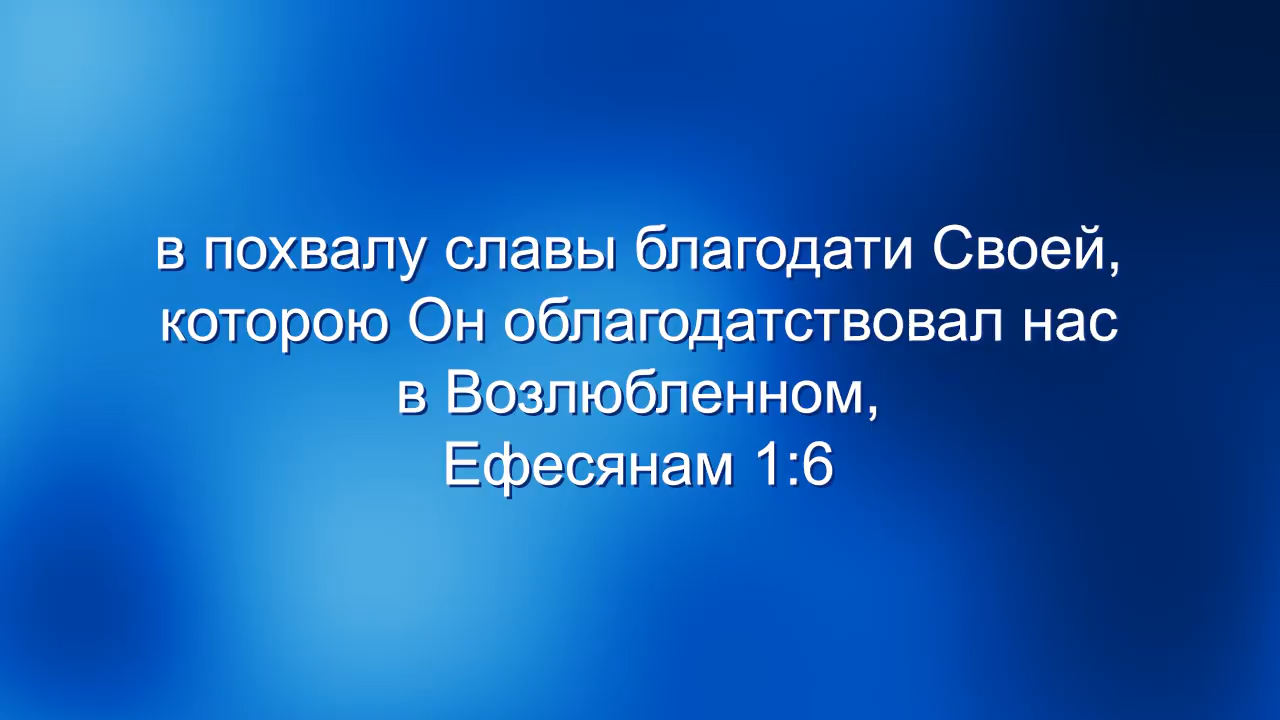 в похвалу славы благодати Своей,
которою Он облагодатствовал нас
в Возлюбленном,
Ефесянам 1:6